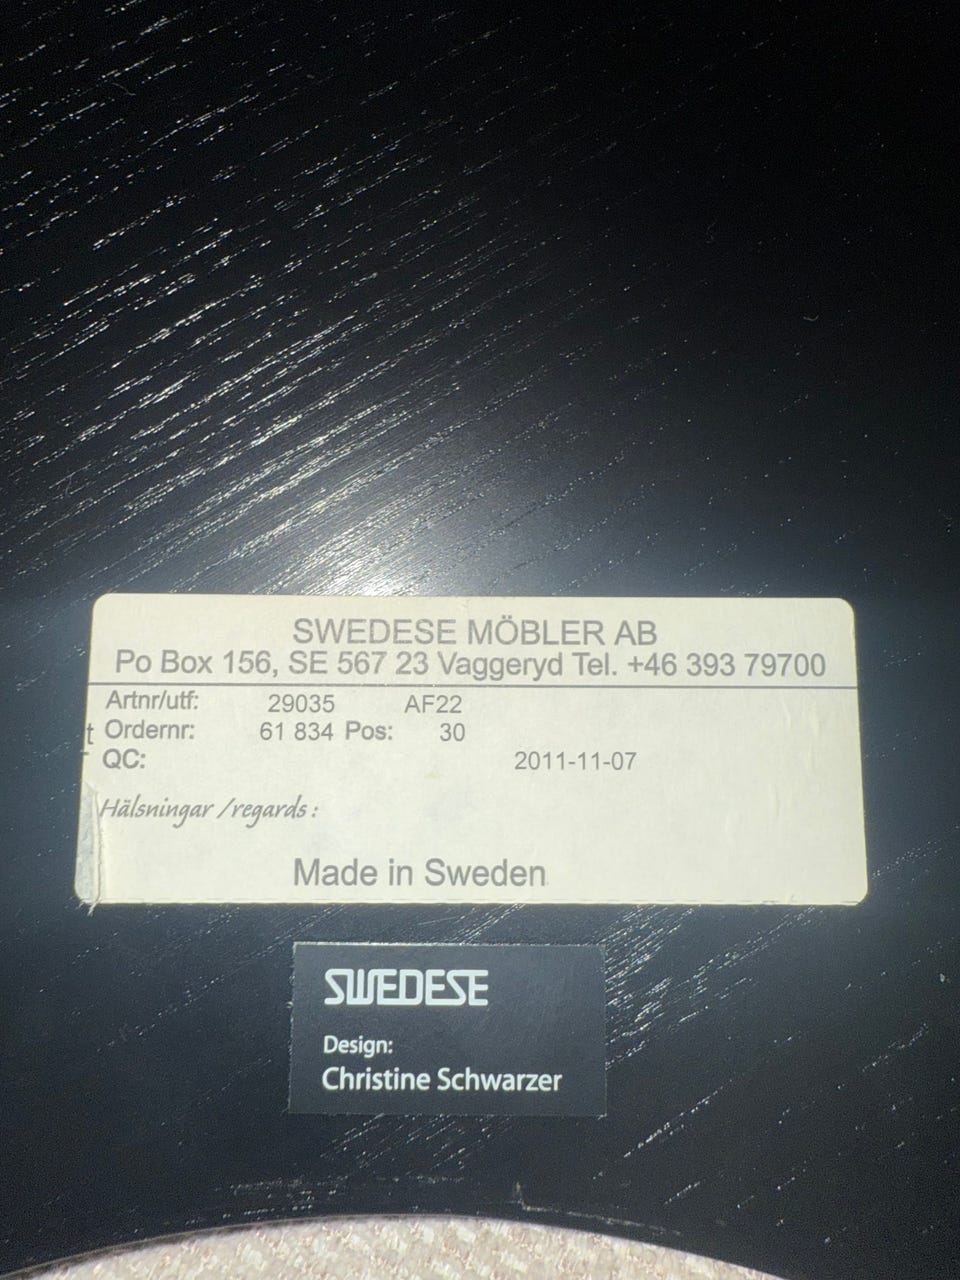 SWEDESE MÖBLER AB
Po Box 156, SE 567 23 Vaggeryd Tel. +46 393 79700
Artnr/utf: 29035 AF22
t Ordernr: 61 834 Pos: 30
QC: 2011-11-07
Hälsningar /regards :
Made in Sweden
SWEDESE
Design:
Christine Schwarzer